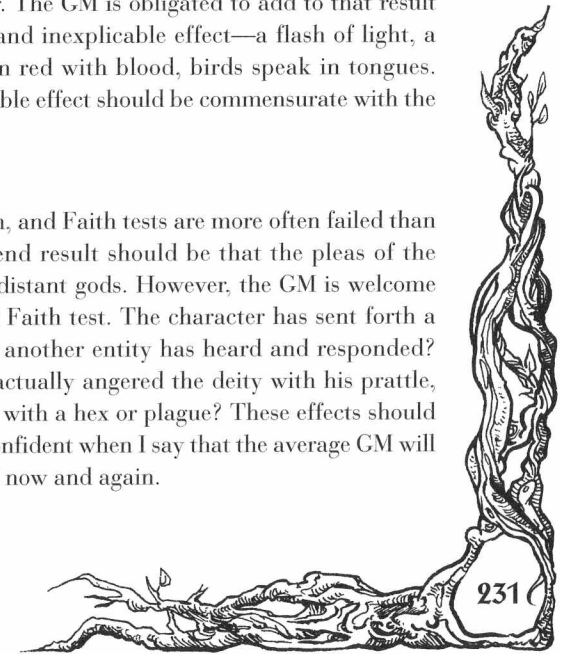 . The GM is obligated to add to that result
and inexplicable effect—a flash of light, a
n red with blood, birds speak in tongues.
ble effect should be commensurate with the
, and Faith tests are more often failed than
end result should be that the pleas of the
distant gods. However, the GM is welcome
Faith test. The character has sent forth a
another entity has heard and responded?
actually angered the deity with his prattle,
with a hex or plague? These effects should
nfident when I say that the average GM will
now and again.
231